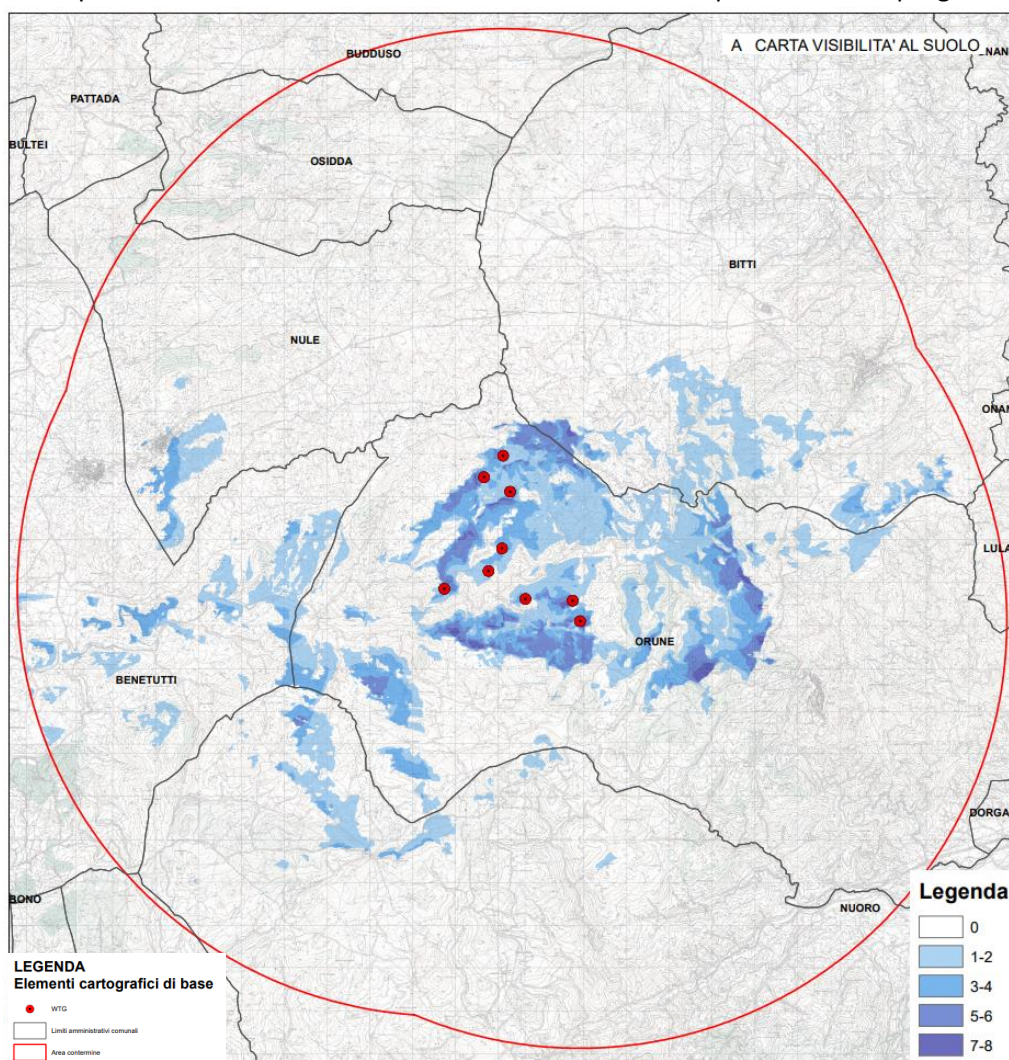 A CARTA VISIBILITA' AL SUOLO
BUDDUSO
PATTADA
BULTEI
OSIDDA
BITTI
NULE
ONAN
LULA
ORUNE
BENETUTTI
DORGA
BONO
NUORO
Legenda
0
1-2
3-4
5-6
7-8
LEGENDA
Elementi cartografici di base
WTG
Limiti amministrativi comunali
Area contermine